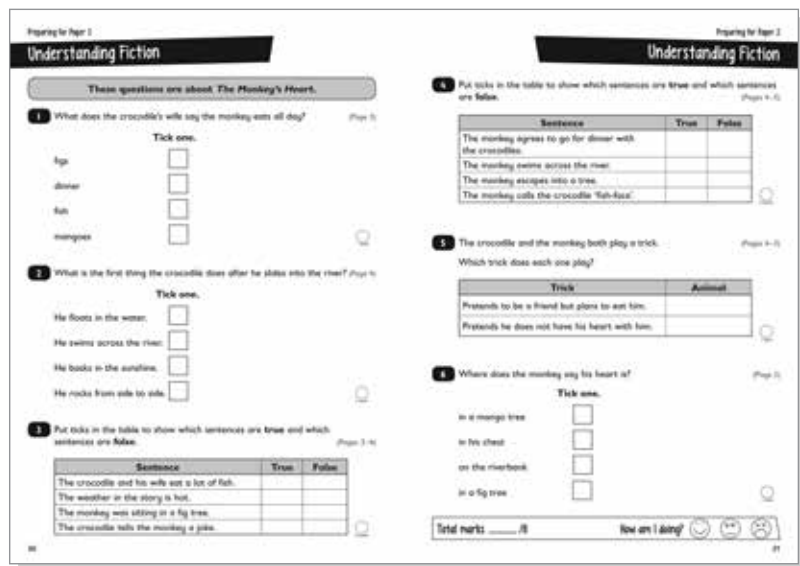 Preparing for Paper 2
Understanding Fiction
These questions are about The Monkey's Heart.
1 What does the crocodile's wife say the monkey eats all day?
Tick one.
figs
dinner
fish
mangoes
2 What is the first thing the crocodile does after he slides into the river?
Tick one.
He floats in the water.
He swims across the river.
He basks in the sunshine.
He rocks from side to side.
3 Put ticks in the table to show which sentences are true and which
sentences are false.
Sentence True False
The crocodile and his wife eat a lot of fish.
The weather in the story is hot.
The monkey was sitting in a fig tree.
The crocodile tells the monkey a joke.
Preparing for Paper 2
Understanding Fiction
4 Put ticks in the table to show which sentences are true and which sentences
are false.
Sentence True False
The monkey agrees to go for dinner with
the crocodiles.
The monkey swims across the river.
The monkey escapes into a tree.
The monkey calls the crocodile 'fish-face'.
5 The crocodile and the monkey both play a trick.
Which trick does each one play?
Trick Animal
Pretends to be a friend but plans to eat him.
Pretends he does not have his heart with him.
6 Where does the monkey say his heart is?
Tick one.
in a mango tree
in his chest
on the riverbank
in a fig tree
Total marks ______ /8 How am I doing?